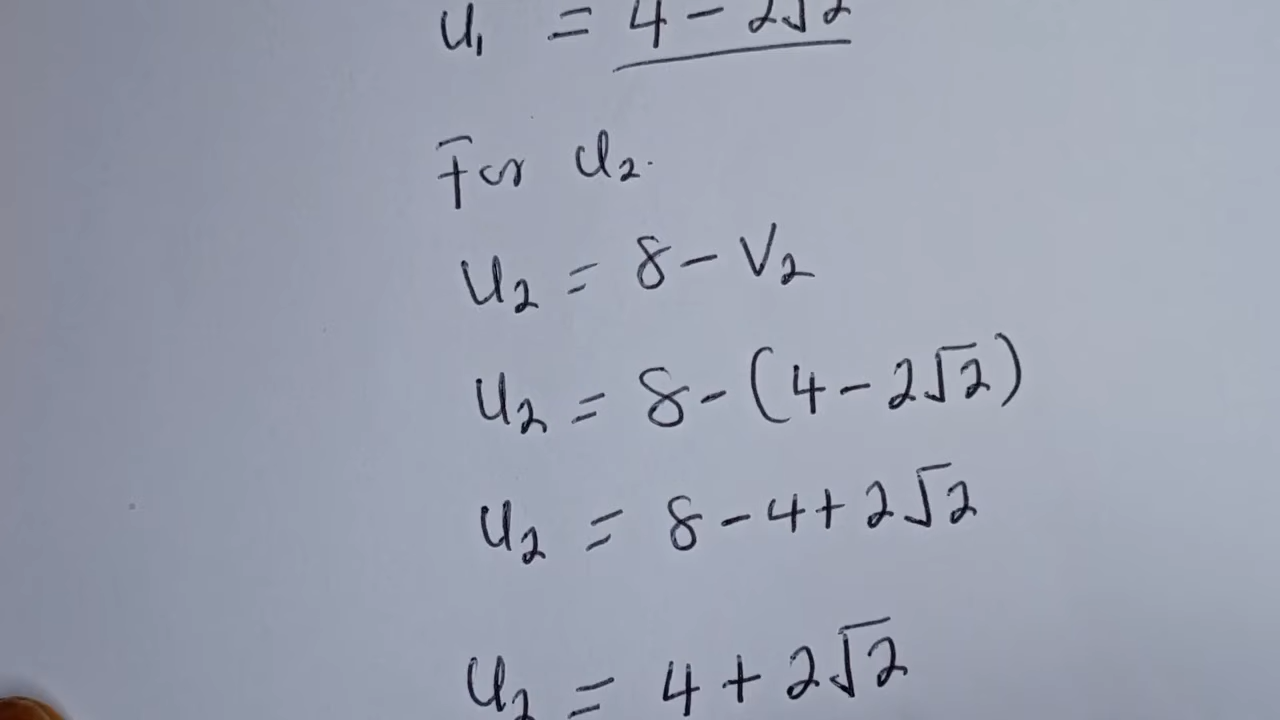 u₁ = 4 - 2√2
For u₂.
u₂ = 8 - V₂
u₂ = 8 - (4 - 2√2)
u₂ = 8 - 4 + 2√2
u₂ = 4 + 2√2